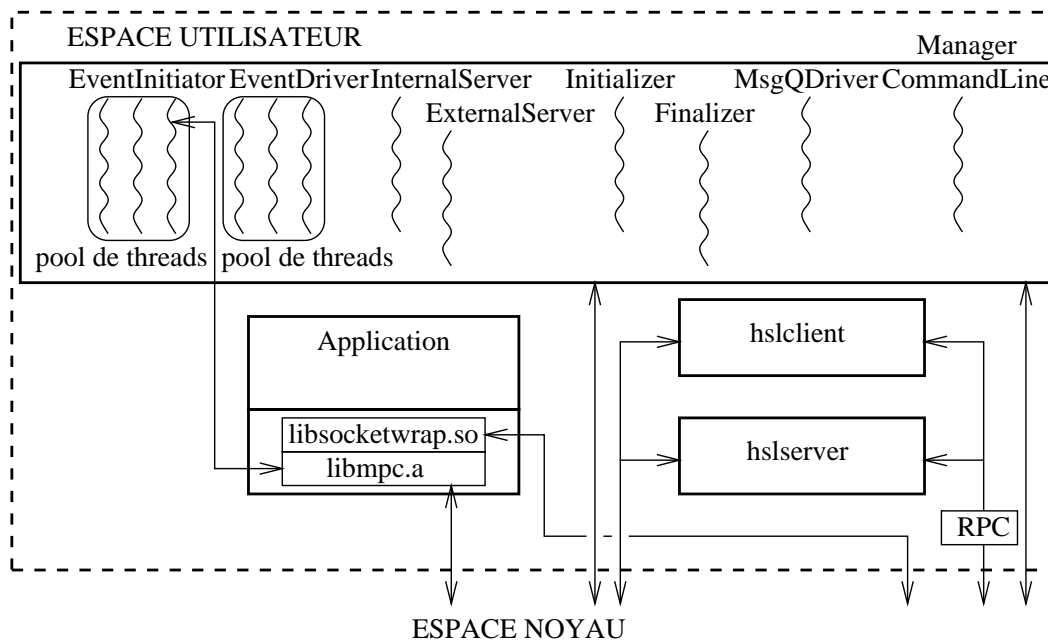 ESPACE UTILISATEUR
Manager
EventInitiator EventDriver InternalServer Initializer MsgQDriver CommandLine
ExternalServer Finalizer
pool de threads pool de threads
Application
hslclient
libsocketwrap.so
hslserver
libmpc.a
RPC
ESPACE NOYAU